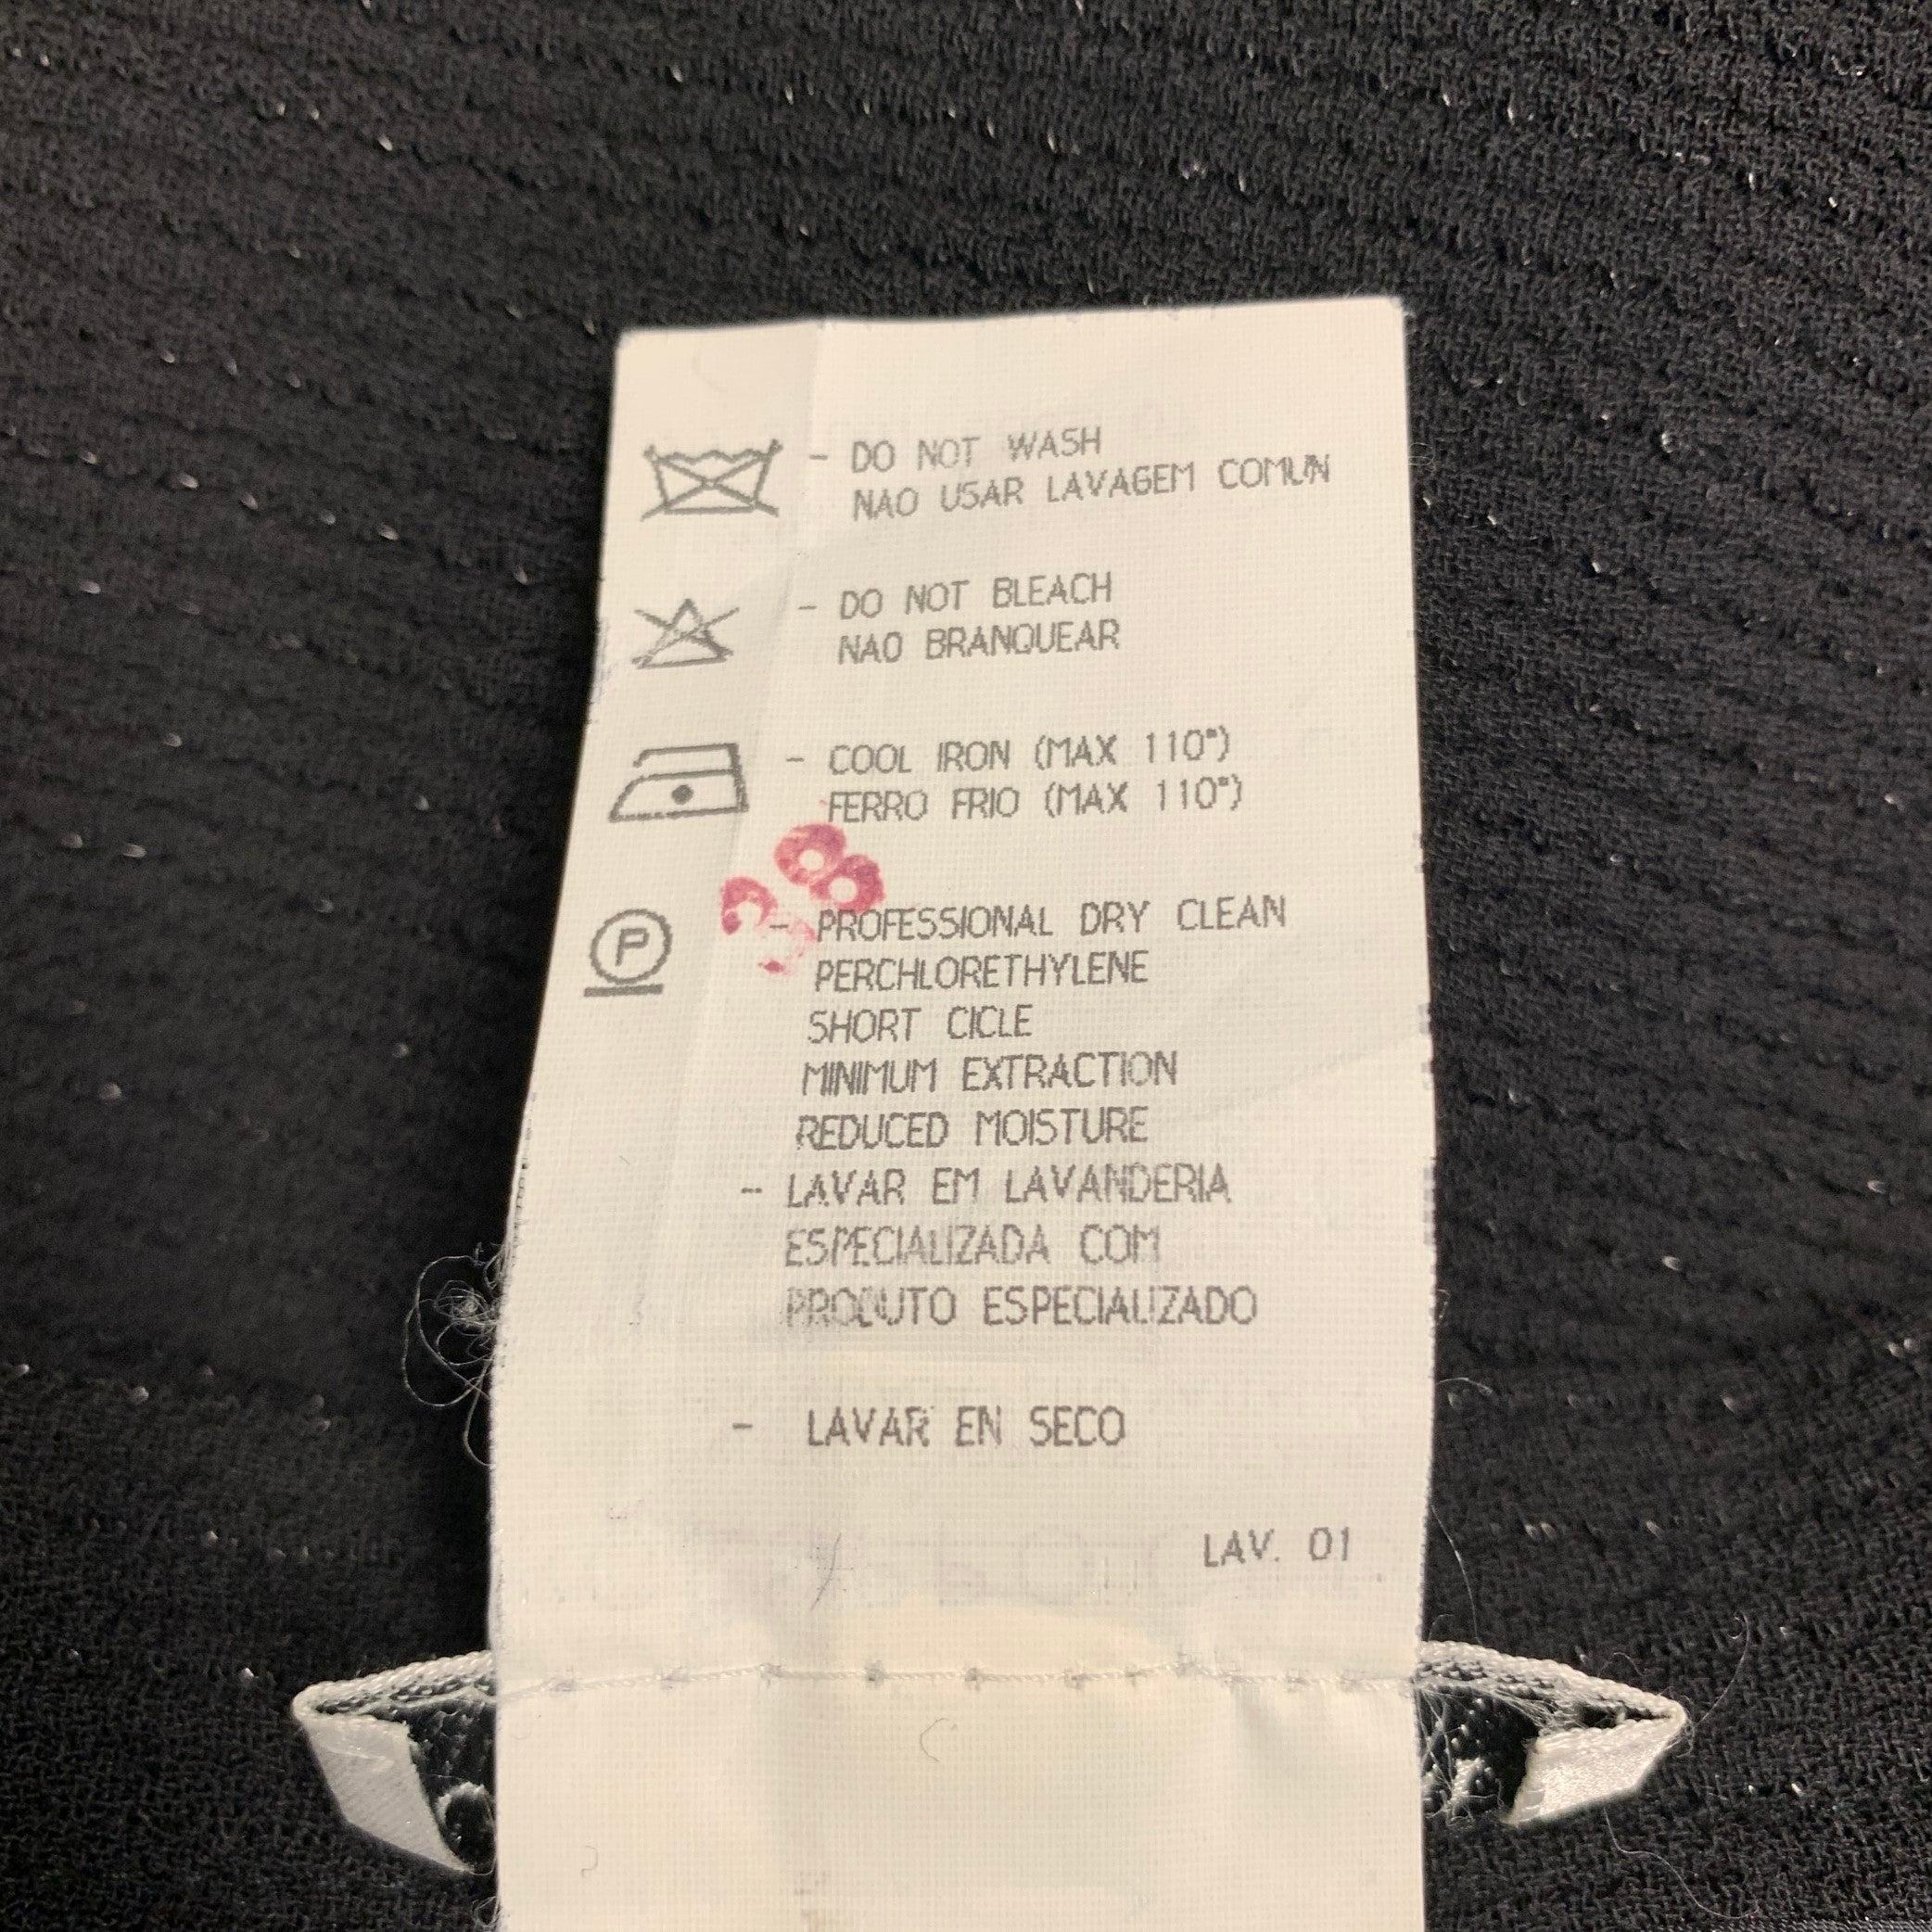 - DO NOT WASH
NAO USAR LAVAGEM COMUN
- DO NOT BLEACH
NAO BRANQUEAR
- COOL IRON (MAX 110°)
FERRO FRIO (MAX 110°)
P
- PROFESSIONAL DRY CLEAN
PERCHLORETHYLENE
SHORT CICLE
MINIMUM EXTRACTION
REDUCED MOISTURE
- LAVAR EM LAVANDERIA
ESPECIALIZADA COM
PRODUTO ESPECIALIZADO
- LAVAR EN SECO
LAV. 01